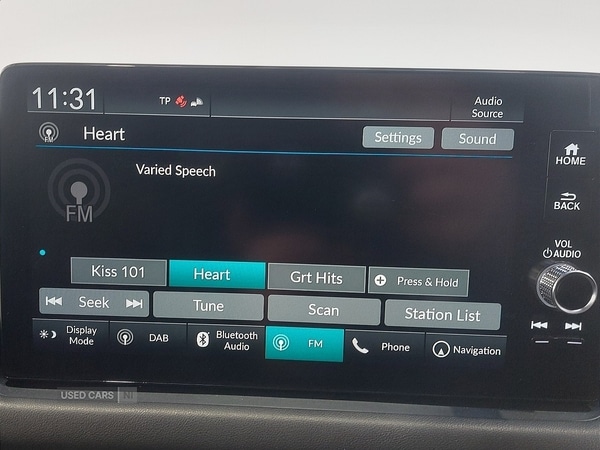 11:31
TP
Audio
Source
FM
Heart
Settings
Sound
HOME
Varied Speech
FM
BACK
VOL
AUDIO
Kiss 101
Heart
Grt Hits
Press & Hold
Seek
Tune
Scan
Station List
Display
Mode
DAB
Bluetooth
Audio
FM
Phone
Navigation
USED CARS NI